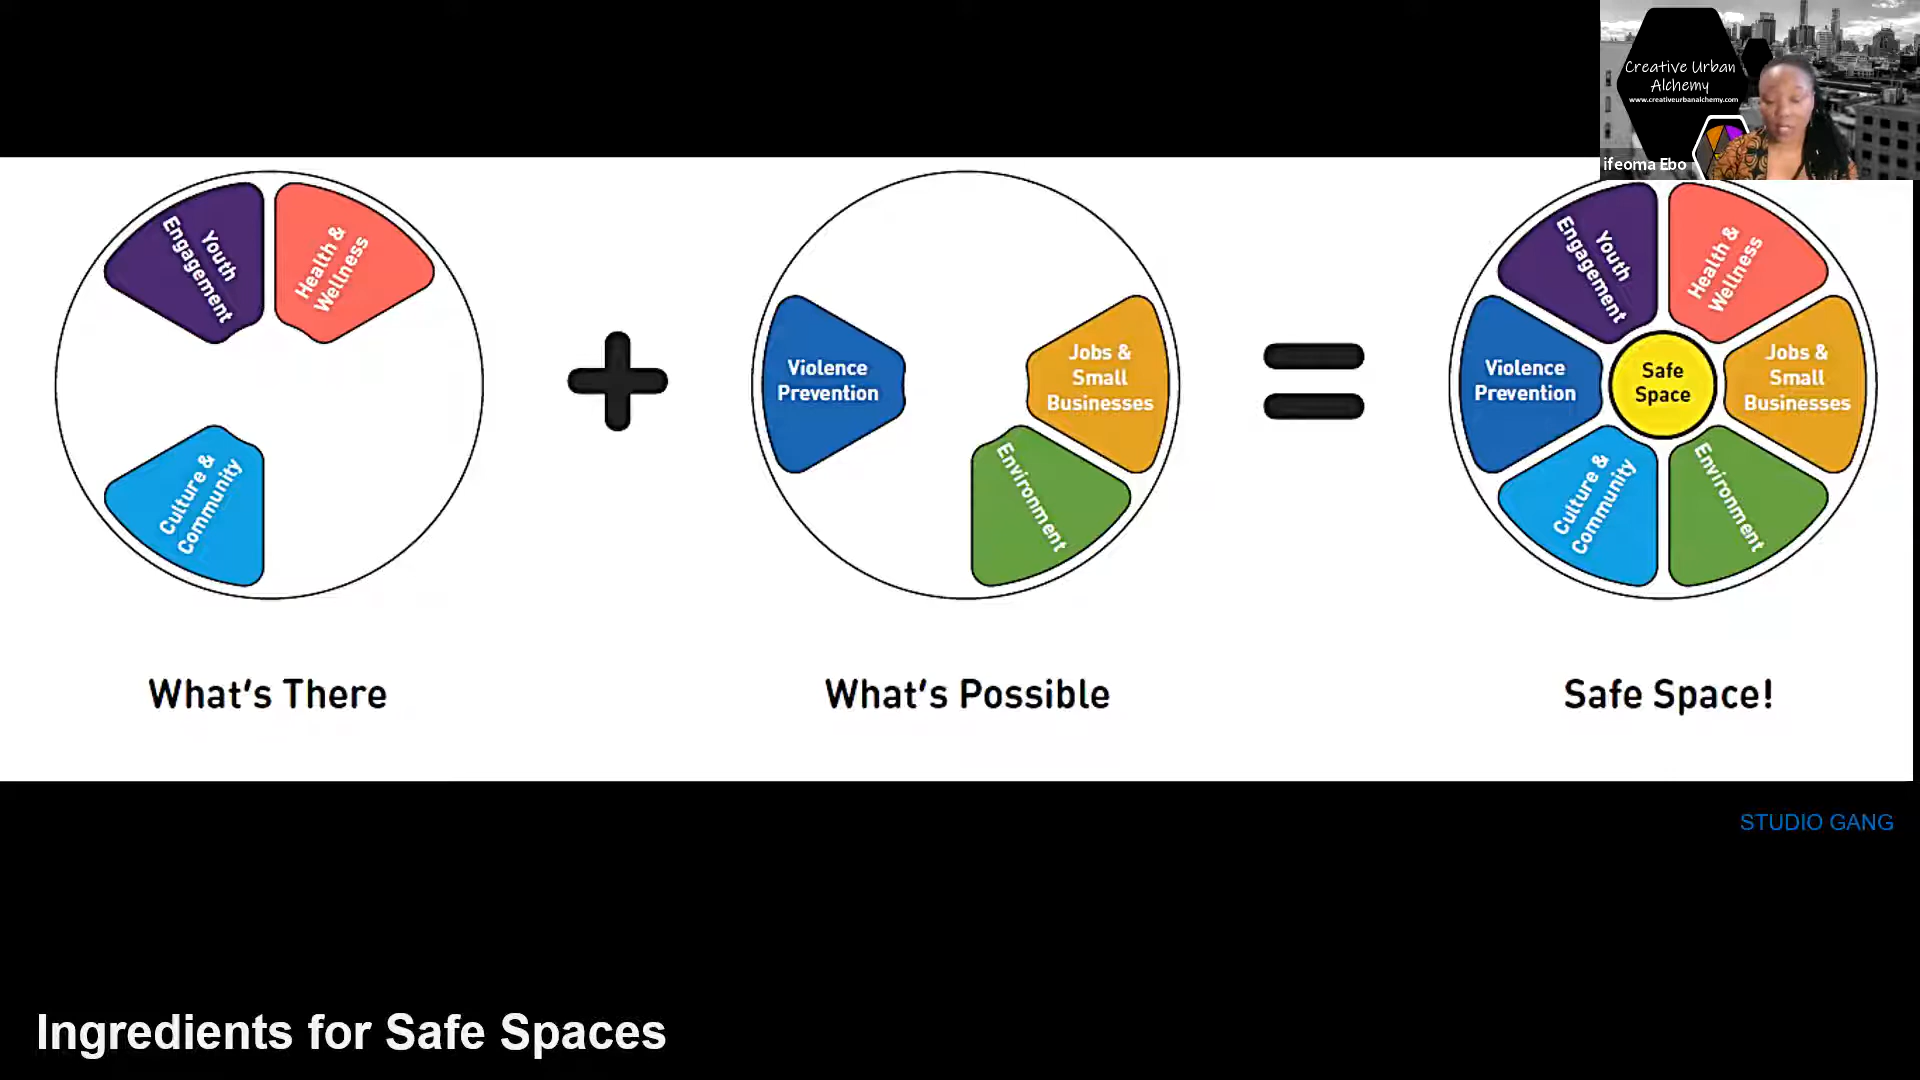 Creative Urban
Alchemy
www.creativeurbanalchemy.com
ifeoma Ebo
Youth
Engagement
Health &
Wellness
Culture &
Community
What's There
Violence
Prevention
Jobs &
Small
Businesses
Environment
What's Possible
Youth
Engagement
Health &
Wellness
Violence
Prevention
Safe
Space
Jobs &
Small
Businesses
Culture &
Community
Environment
Safe Space!
STUDIO GANG
Ingredients for Safe Spaces